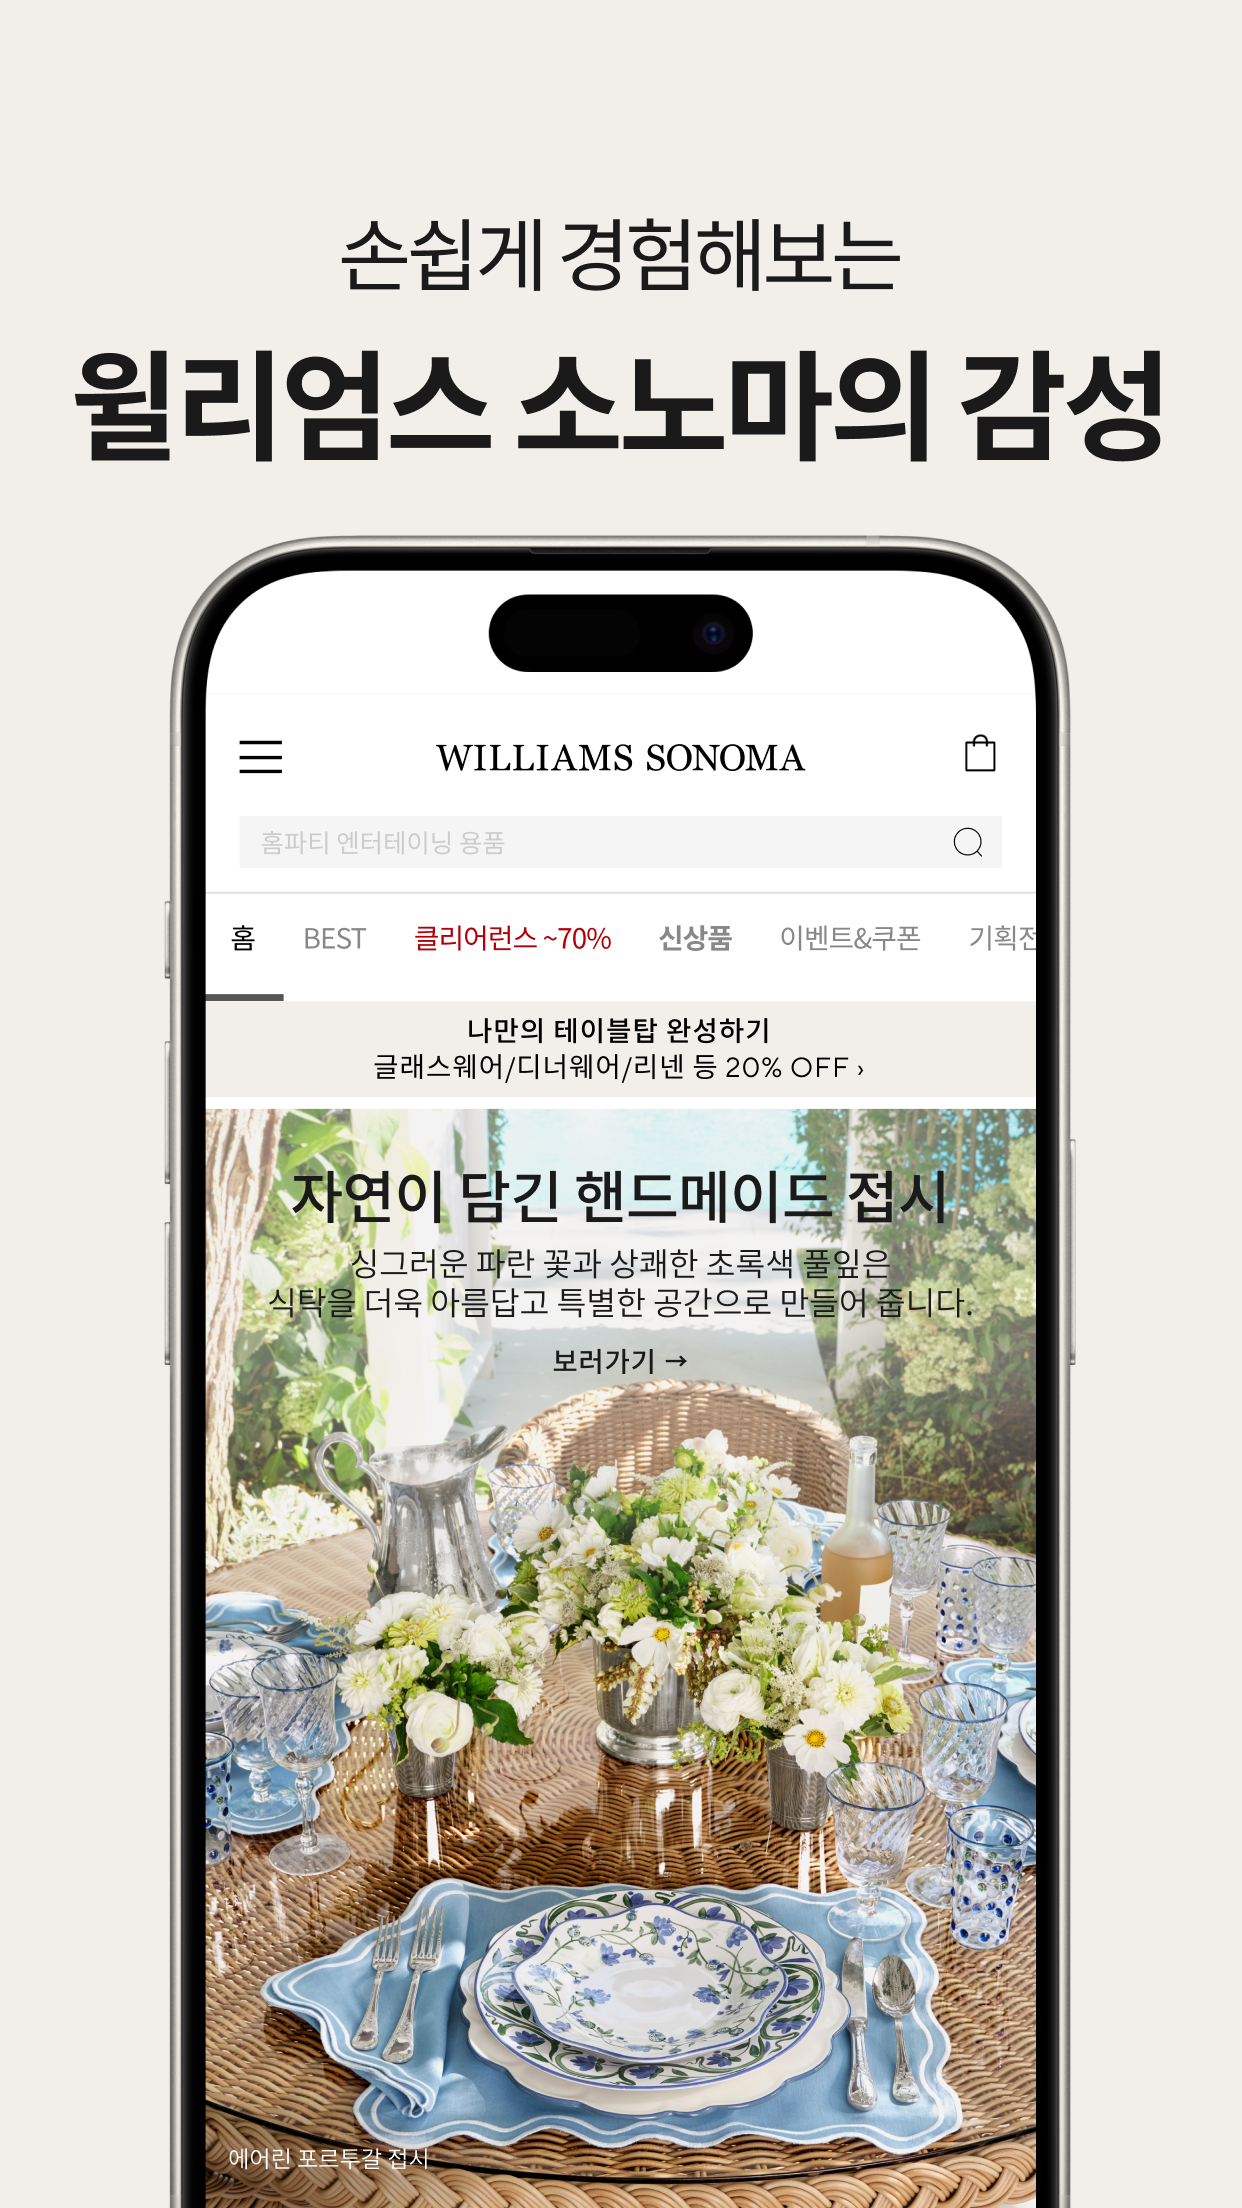 손쉽게 경험해보는
윌리엄스 소노마의 감성
WILLIAMS SONOMA
홈파티 엔터테이닝 용품
홈 BEST 클리어런스 ~70% 신상품 이벤트&쿠폰 기획전
나만의 테이블탑 완성하기
글래스웨어/디너웨어/리넨 등 20% OFF ›
자연이 담긴 핸드메이드 접시
싱그러운 파란 꽃과 상쾌한 초록색 풀잎은
식탁을 더욱 아름답고 특별한 공간으로 만들어 줍니다.
보러가기 →
에어린 포르투갈 접시